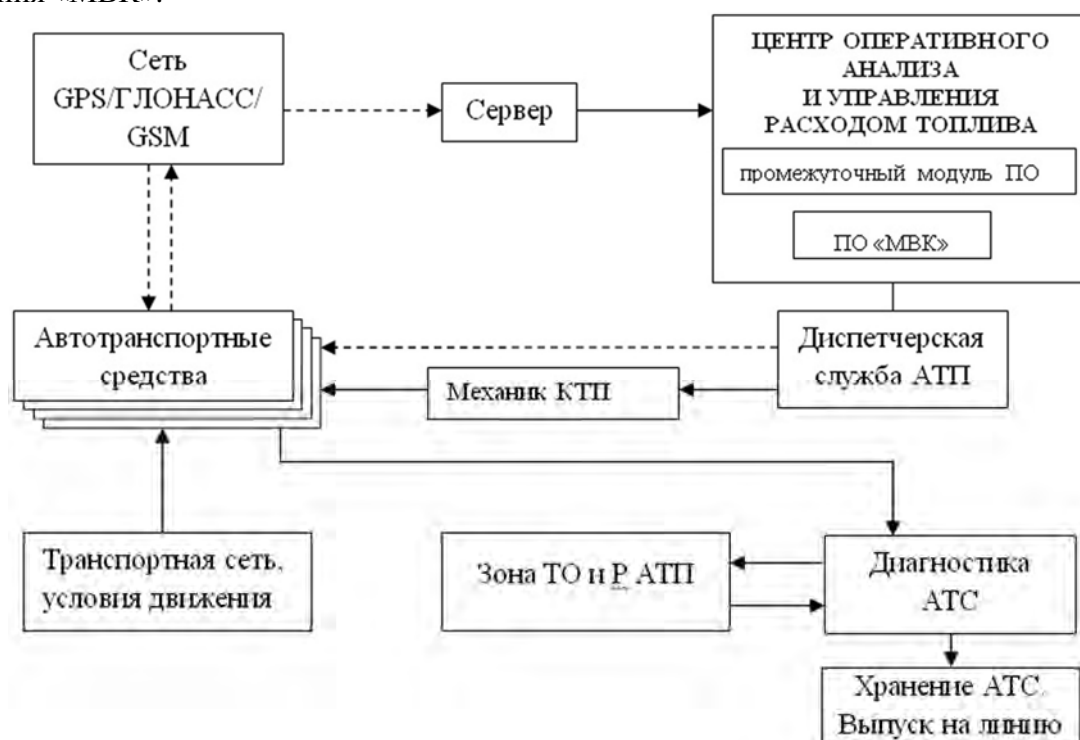 Сеть
GPS/ГЛОНАСС/
GSM
Сервер
ЦЕНТР ОПЕРАТИВНОГО
АНАЛИЗА
И УПРАВЛЕНИЯ
РАСХОДОМ ТОПЛИВА
промежуточный модуль ПО
ПО «МВК»
Автотранспортные
средства
Механик КТП
Диспетчерская
служба АТП
Транспортная сеть,
условия движения
Зона ТО и Р АТП
Диагностика
АТС
Хранение АТС.
Выпуск на линию